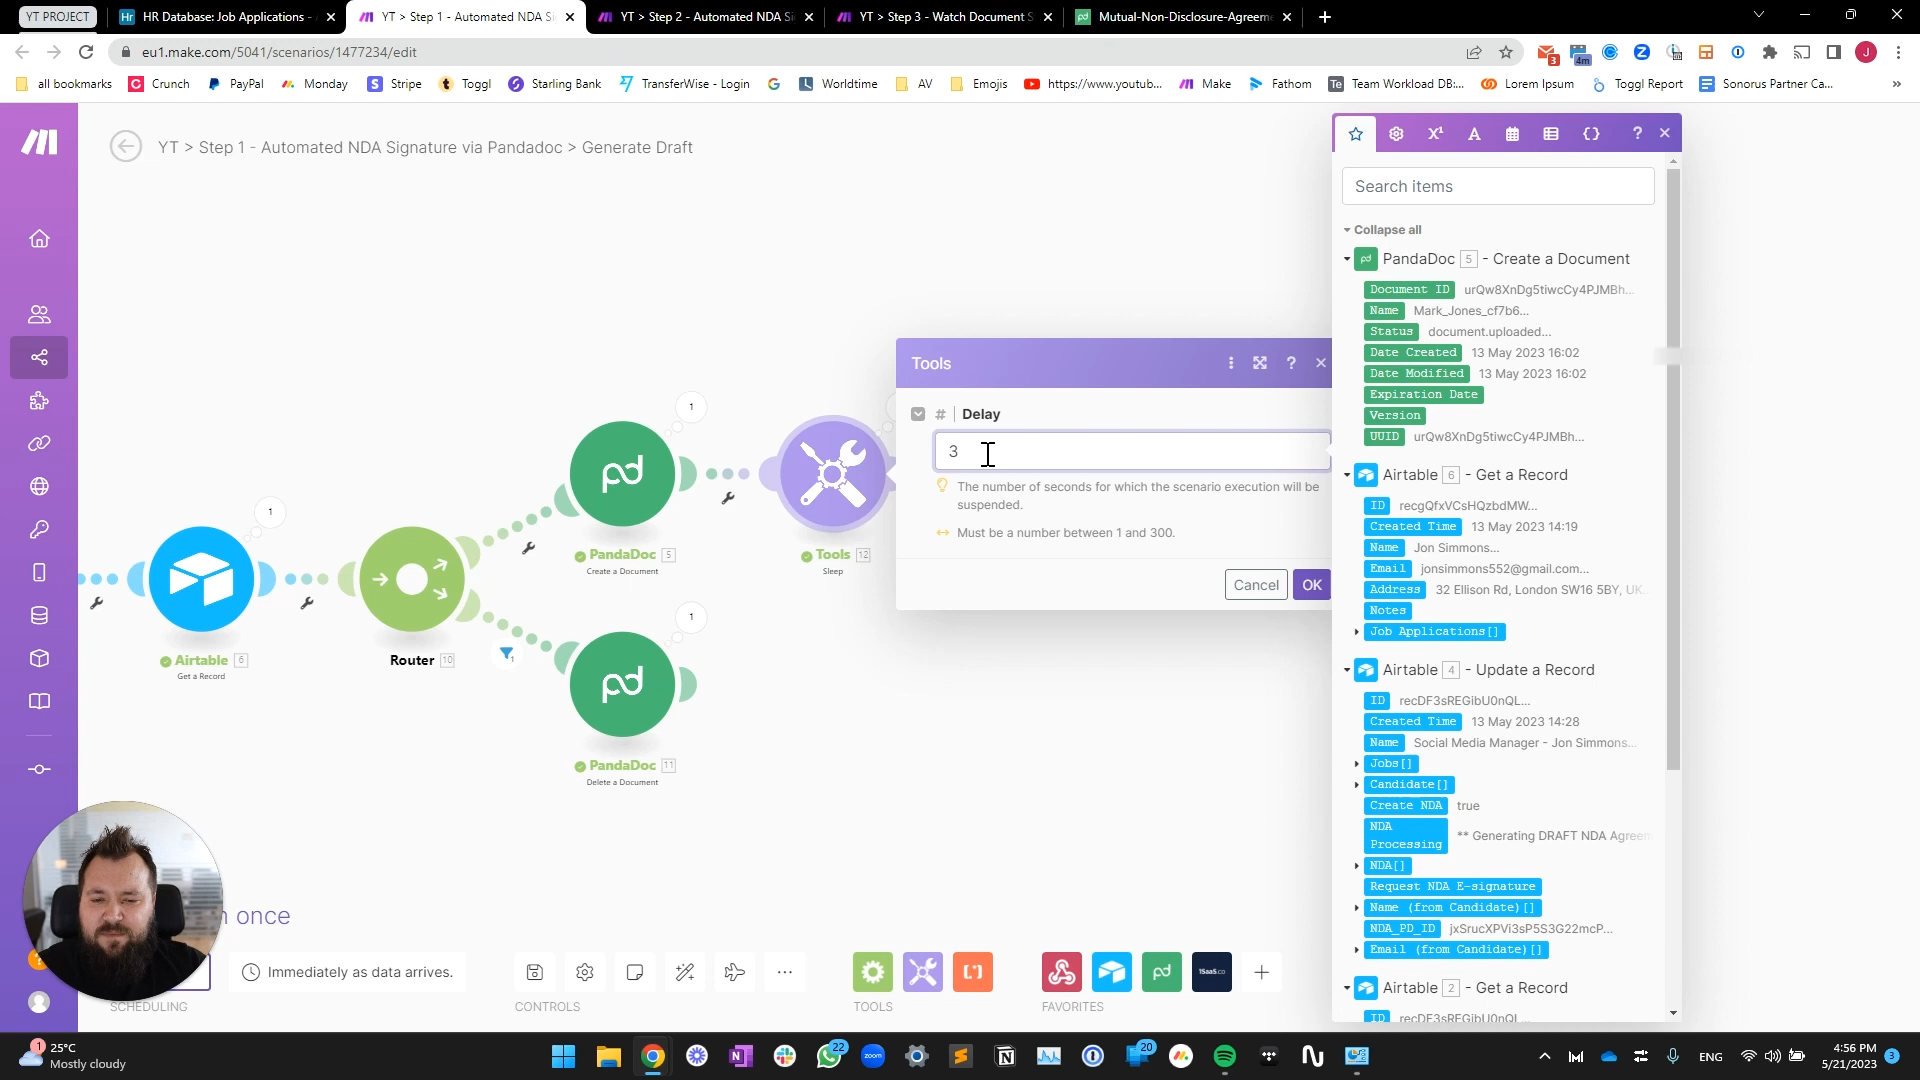 YT PROJECT
HR Database: Job Applications -
YT > Step 1 - Automated NDA Si
YT > Step 2 - Automated NDA Si
YT > Step 3 - Watch Document S
Mutual-Non-Disclosure-Agreeme
eu1.make.com/5041/scenarios/1477234/edit
3
4m
J
all bookmarks
Crunch
PayPal
Monday
Stripe
Toggl
Starling Bank
TransferWise - Login
Worldtime
AV
Emojis
https://www.youtub...
Make
Fathom
Team Workload DB:...
Lorem Ipsum
Toggl Report
Sonorus Partner Ca...
YT > Step 1 - Automated NDA Signature via Pandadoc > Generate Draft
1
Airtable 6
Get a Record
Router 10
1
PandaDoc 5
Create a Document
1
PandaDoc 11
Delete a Document
Tools 12
Sleep
Tools
# Delay
3
The number of seconds for which the scenario execution will be
suspended.
Must be a number between 1 and 300.
Cancel
OK
Search items
Collapse all
PandaDoc 5 - Create a Document
Document ID urQw8XnDg5tiwcCy4PJMBh...
Name Mark_Jones_cf7b6...
Status document.uploaded...
Date Created 13 May 2023 16:02
Date Modified 13 May 2023 16:02
Expiration Date
Version
UUID urQw8XnDg5tiwcCy4PJMBh...
Airtable 6 - Get a Record
ID recgQfxVCsHQzbdMW...
Created Time 13 May 2023 14:19
Name Jon Simmons...
Email jonsimmons552@gmail.com...
Address 32 Ellison Rd, London SW16 5BY, UK
Notes
Job Applications[]
Airtable 4 - Update a Record
ID recDF3sREGibU0nQL...
Created Time 13 May 2023 14:28
Name Social Media Manager - Jon Simmons...
Jobs[]
Candidate[]
Create NDA true
NDA
Processing ** Generating DRAFT NDA Agreem
NDA[]
Request NDA E-signature
Name (from Candidate)[]
NDA_PD_ID jxSrucXPVi3sP5S3G22mcP...
Email (from Candidate)[]
Airtable 2 - Get a Record
ID recDF3sREGibU0nQL...
once
Immediately as data arrives.
SCHEDULING
CONTROLS
TOOLS
FAVORITES
1
25°C
Mostly cloudy
22
zoom
20
ENG
4:56 PM
5/21/2023
3